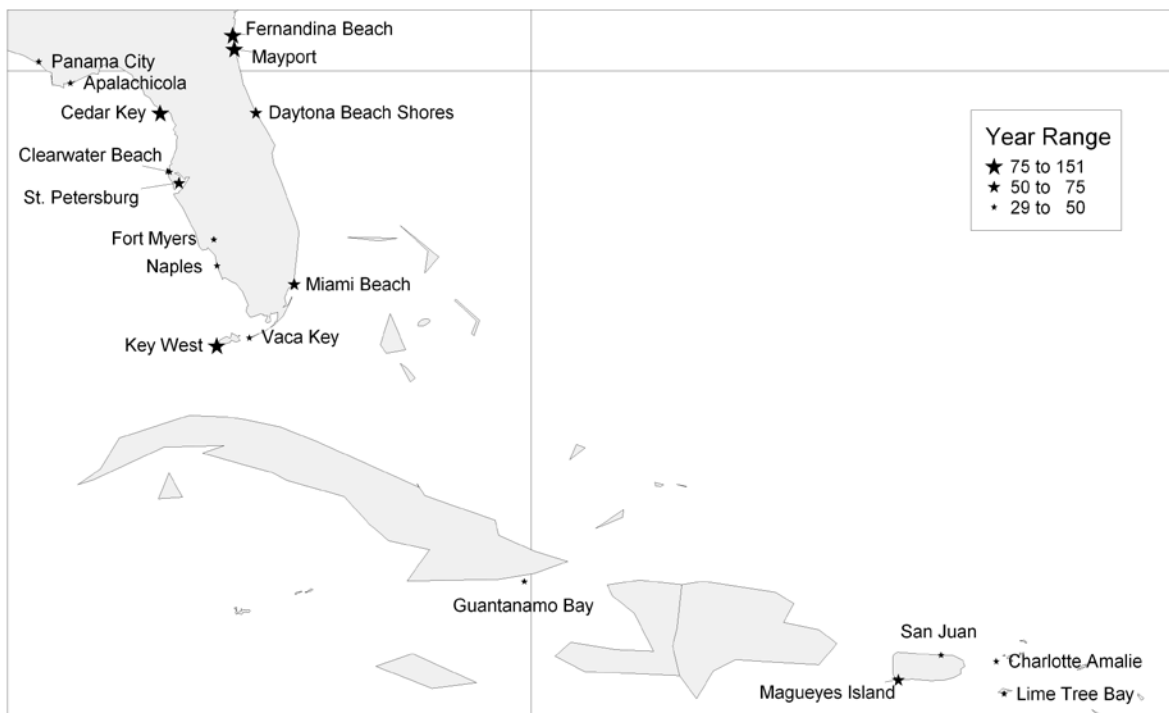 Fernandina Beach
Mayport
Panama City
Apalachicola
Cedar Key
Daytona Beach Shores
Clearwater Beach
St. Petersburg
Year Range
75 to 151
50 to 75
29 to 50
Fort Myers
Naples
Miami Beach
Vaca Key
Key West
Guantanamo Bay
San Juan
Charlotte Amalie
Magueyes Island
Lime Tree Bay